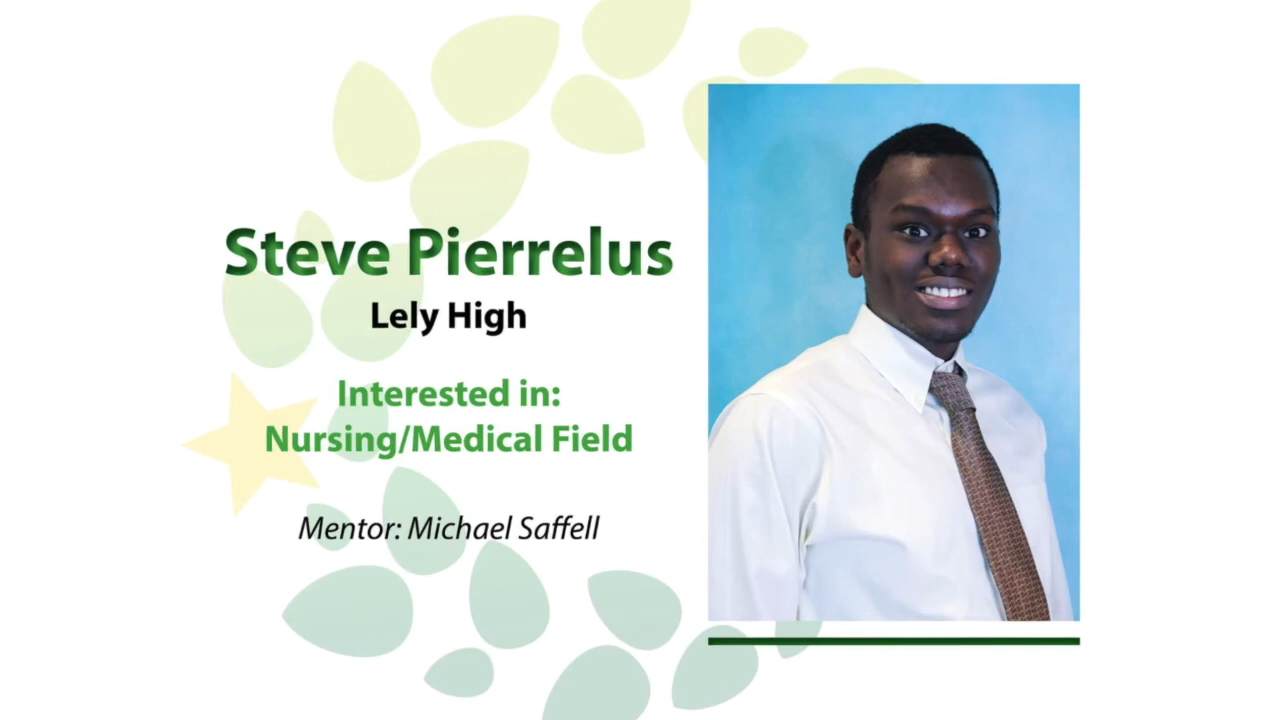 Steve Pierrelus
Lely High
Interested in:
Nursing/Medical Field
Mentor: Michael Saffell